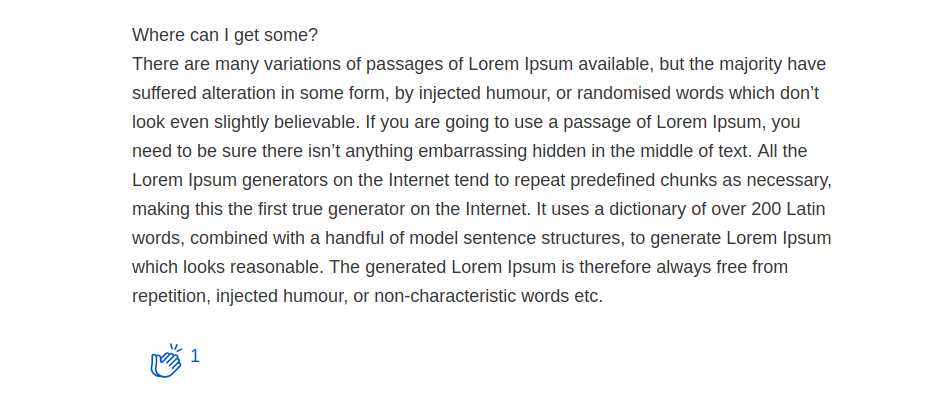 Where can I get some?
There are many variations of passages of Lorem Ipsum available, but the majority have
suffered alteration in some form, by injected humour, or randomised words which don’t
look even slightly believable. If you are going to use a passage of Lorem Ipsum, you
need to be sure there isn’t anything embarrassing hidden in the middle of text. All the
Lorem Ipsum generators on the Internet tend to repeat predefined chunks as necessary,
making this the first true generator on the Internet. It uses a dictionary of over 200 Latin
words, combined with a handful of model sentence structures, to generate Lorem Ipsum
which looks reasonable. The generated Lorem Ipsum is therefore always free from
repetition, injected humour, or non-characteristic words etc.
1